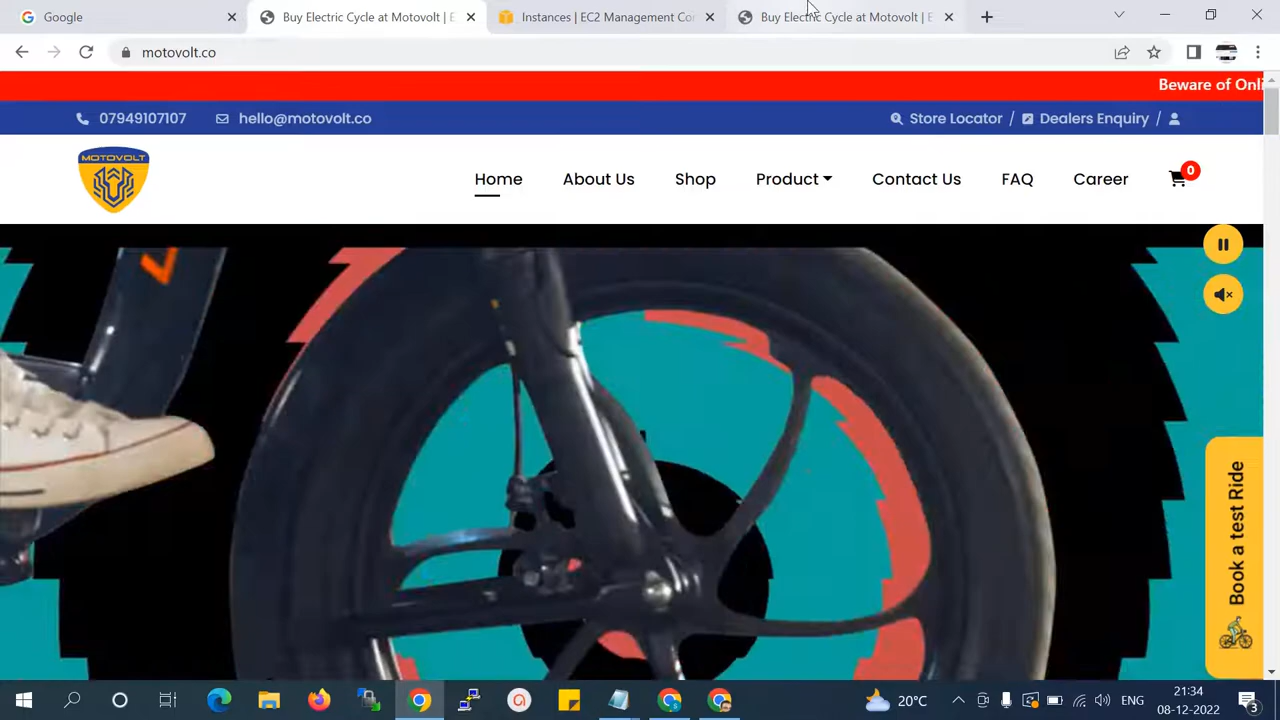 Google
Buy Electric Cycle at Motovolt | E
Instances | EC2 Management Cor
Buy Electric Cycle at Motovolt | E
motovolt.co
Beware of Onli
07949107107
hello@motovolt.co
Store Locator /
Dealers Enquiry /
MOTOVOLT
Home
About Us
Shop
Product
Contact Us
FAQ
Career
0
Book a test Ride
20°C
ENG
21:34
08-12-2022
3